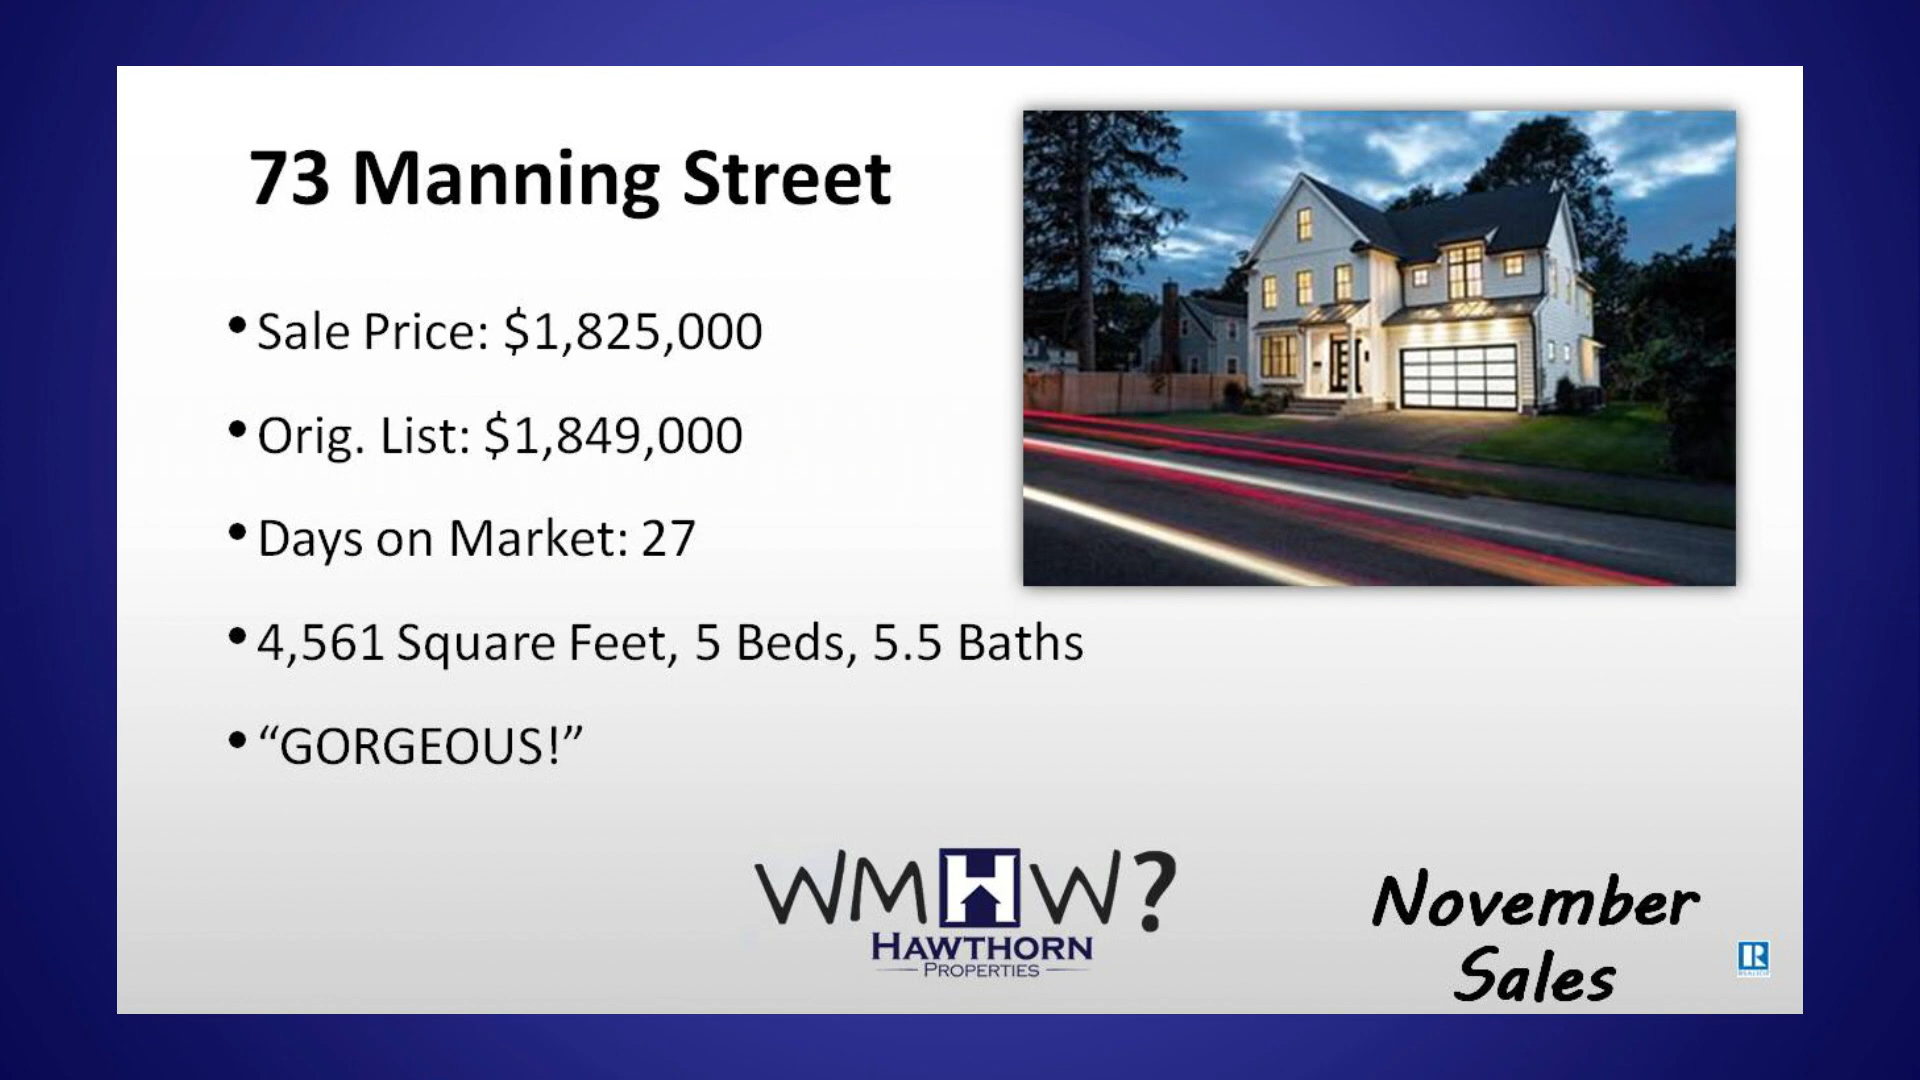 73 Manning Street
• Sale Price: $1,825,000
• Orig. List: $1,849,000
• Days on Market: 27
• 4,561 Square Feet, 5 Beds, 5.5 Baths
• “GORGEOUS!”
WMHW?
HAWTHORN
PROPERTIES
November
Sales
R
REALTOR